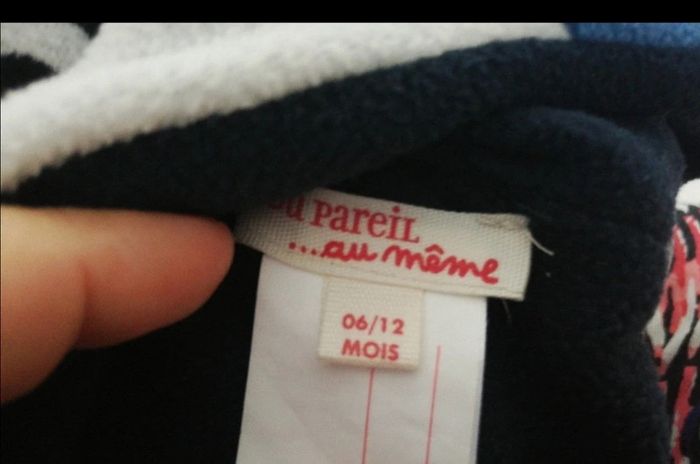 Pareil
...au même
06/12
MOIS